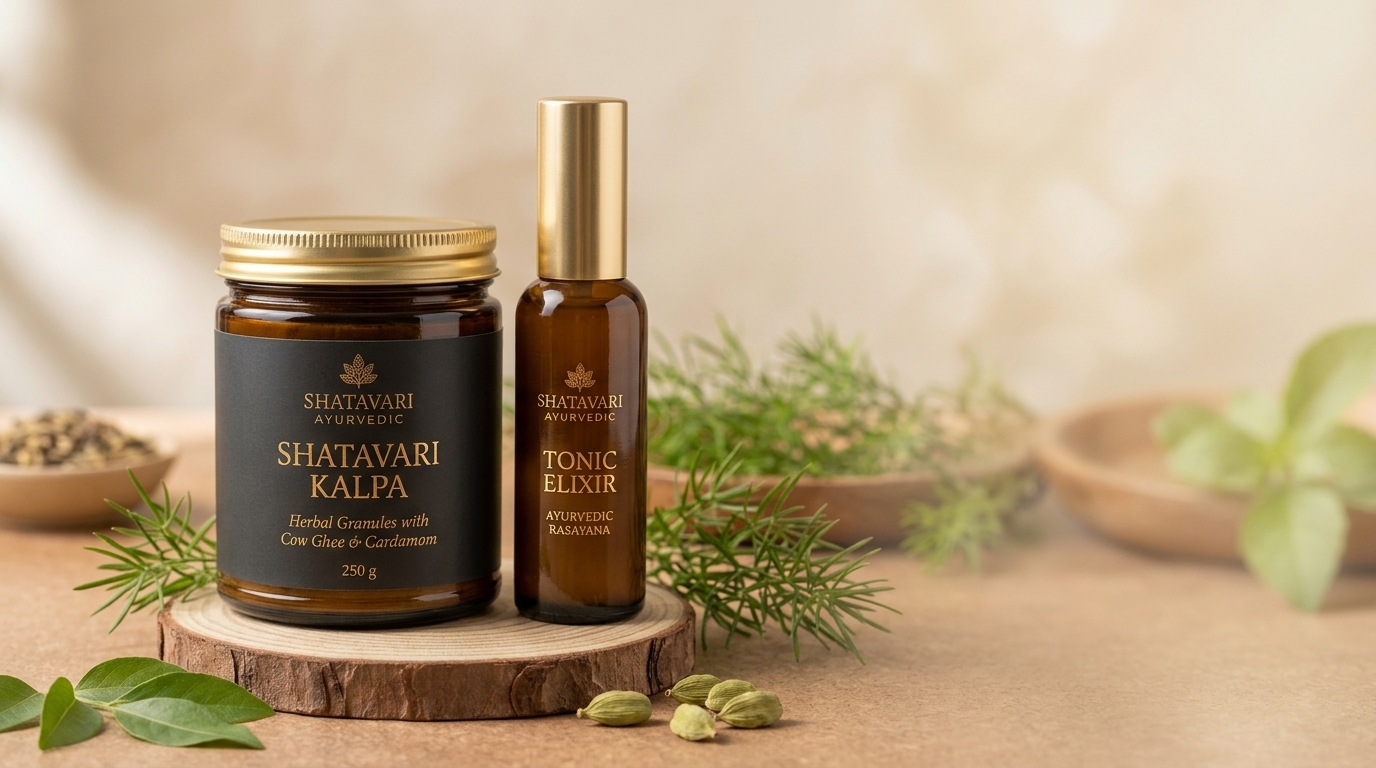 SHATAVARI
AYURVEDIC
SHATAVARI
KALPA
Herbal Granules with
Cow Ghee & Cardamom
250 g
SHATAVARI
AYURVEDIC
TONIC
ELIXIR
AYURVEDIC
RASAYANA